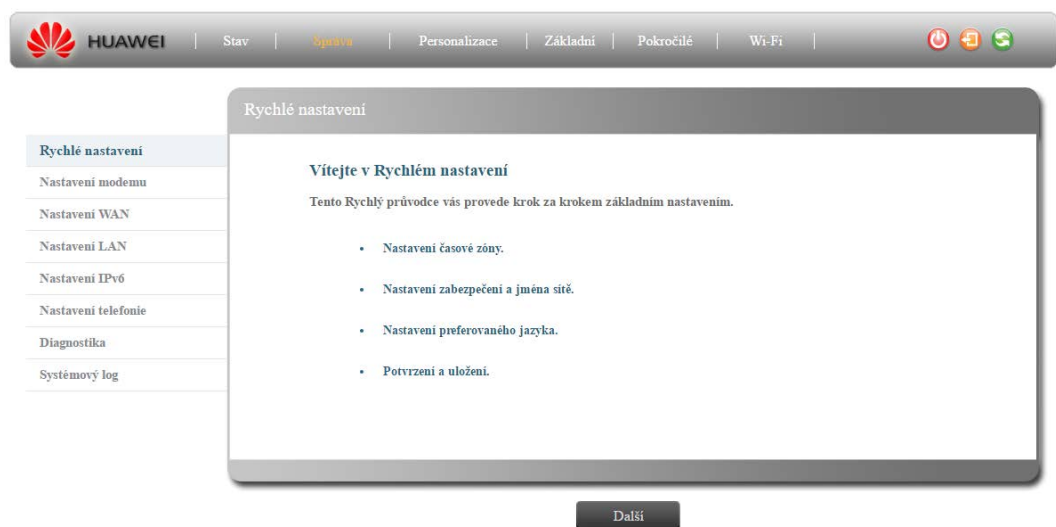 HUAWEI
Stav
Správa
Personalizace
Základní
Pokročilé
Wi-Fi
Rychlé nastavení
Rychlé nastavení
Nastavení modemu
Nastavení WAN
Nastavení LAN
Nastavení IPv6
Nastavení telefonie
Diagnostika
Systémový log
Vítejte v Rychlém nastavení
Tento Rychlý průvodce vás provede krok za krokem základním nastavením.
• Nastavení časové zóny.
• Nastavení zabezpečení a jména sítě.
• Nastavení preferovaného jazyka.
• Potvrzení a uložení.
Další